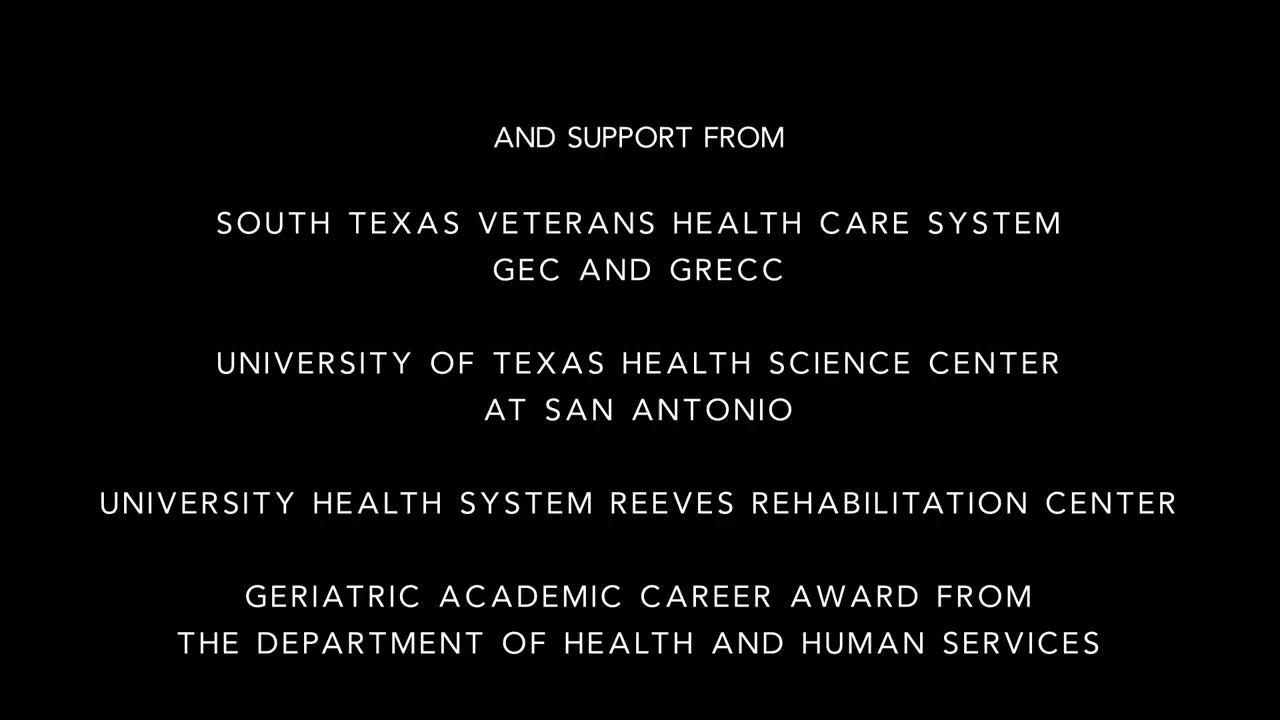 AND SUPPORT FROM
SOUTH TEXAS VETERANS HEALTH CARE SYSTEM
GEC AND GRECC
UNIVERSITY OF TEXAS HEALTH SCIENCE CENTER
AT SAN ANTONIO
UNIVERSITY HEALTH SYSTEM REEVES REHABILITATION CENTER
GERIATRIC ACADEMIC CAREER AWARD FROM
THE DEPARTMENT OF HEALTH AND HUMAN SERVICES